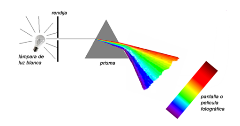 rendija
lámpara de
luz blanca
prisma
pantalla o
película
fotográfica